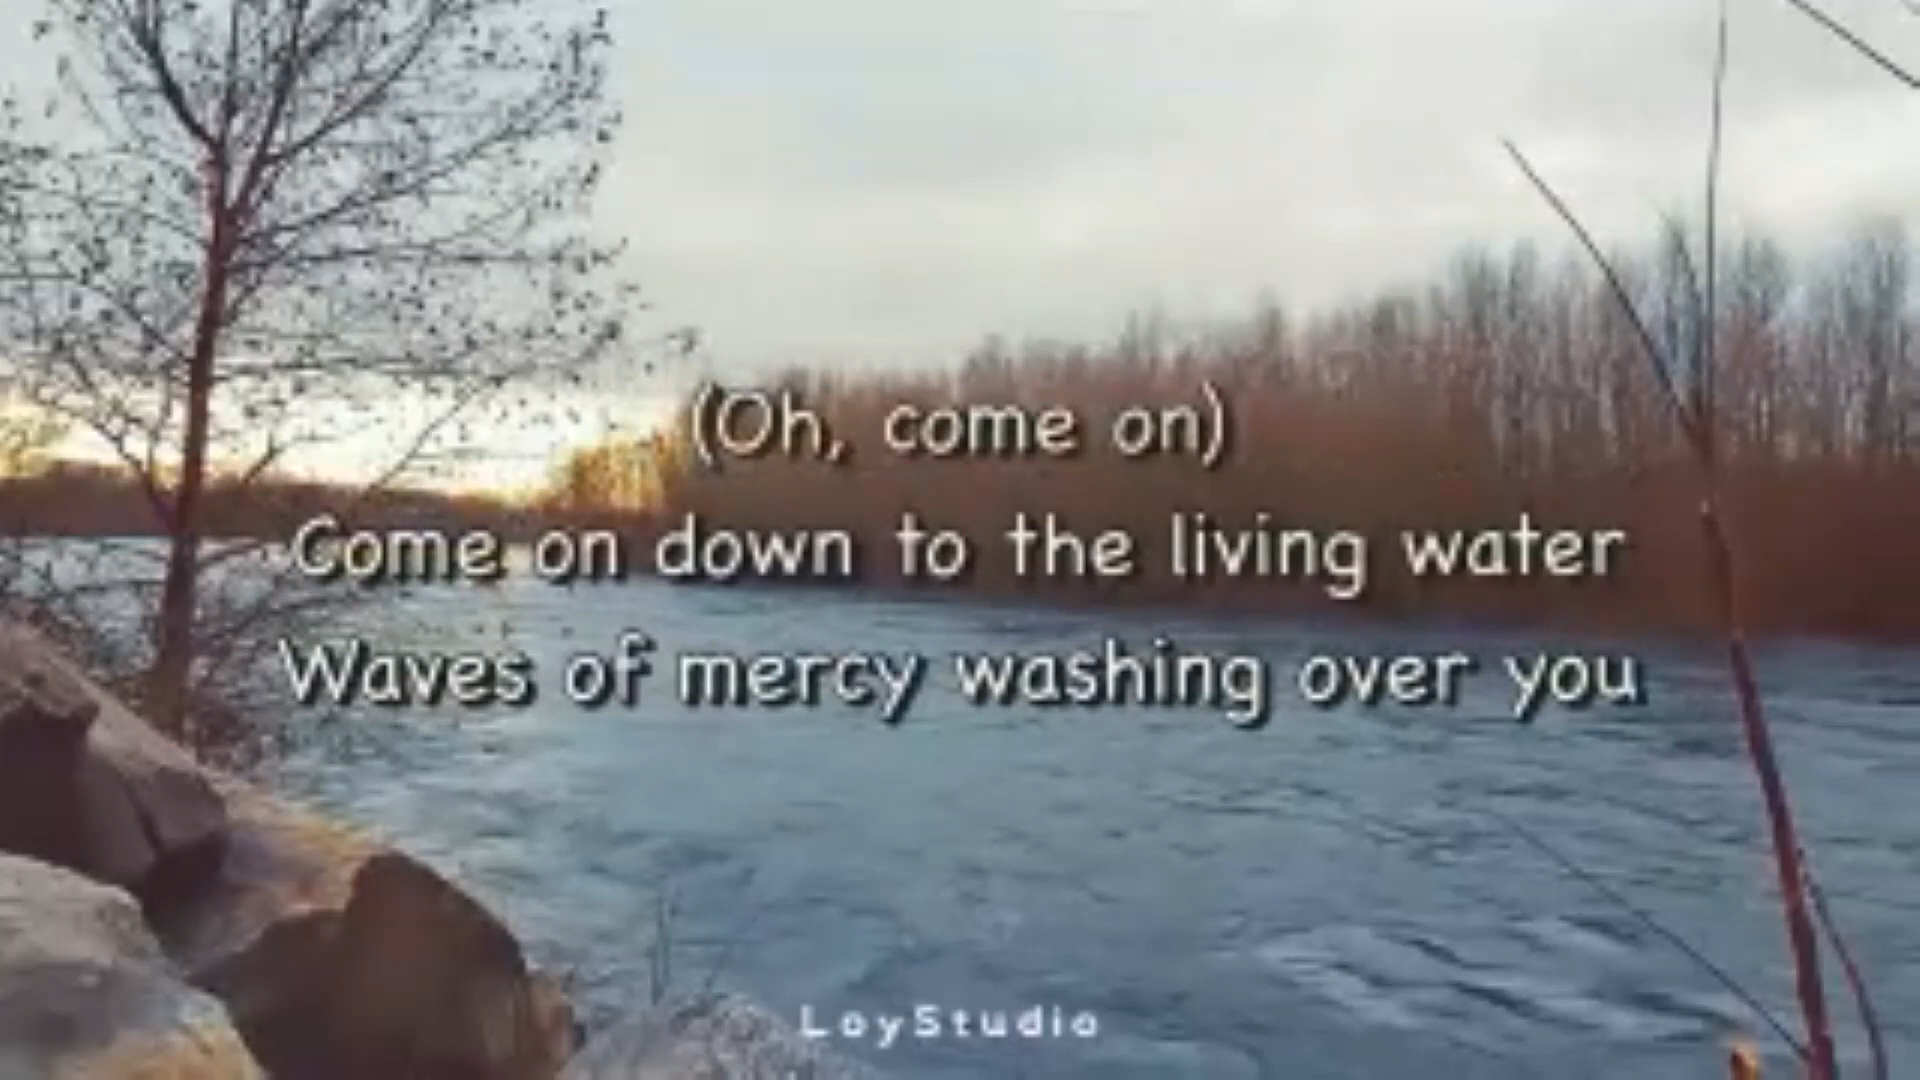 (Oh, come on)
Come on down to the living water
Waves of mercy washing over you
LoyStudio